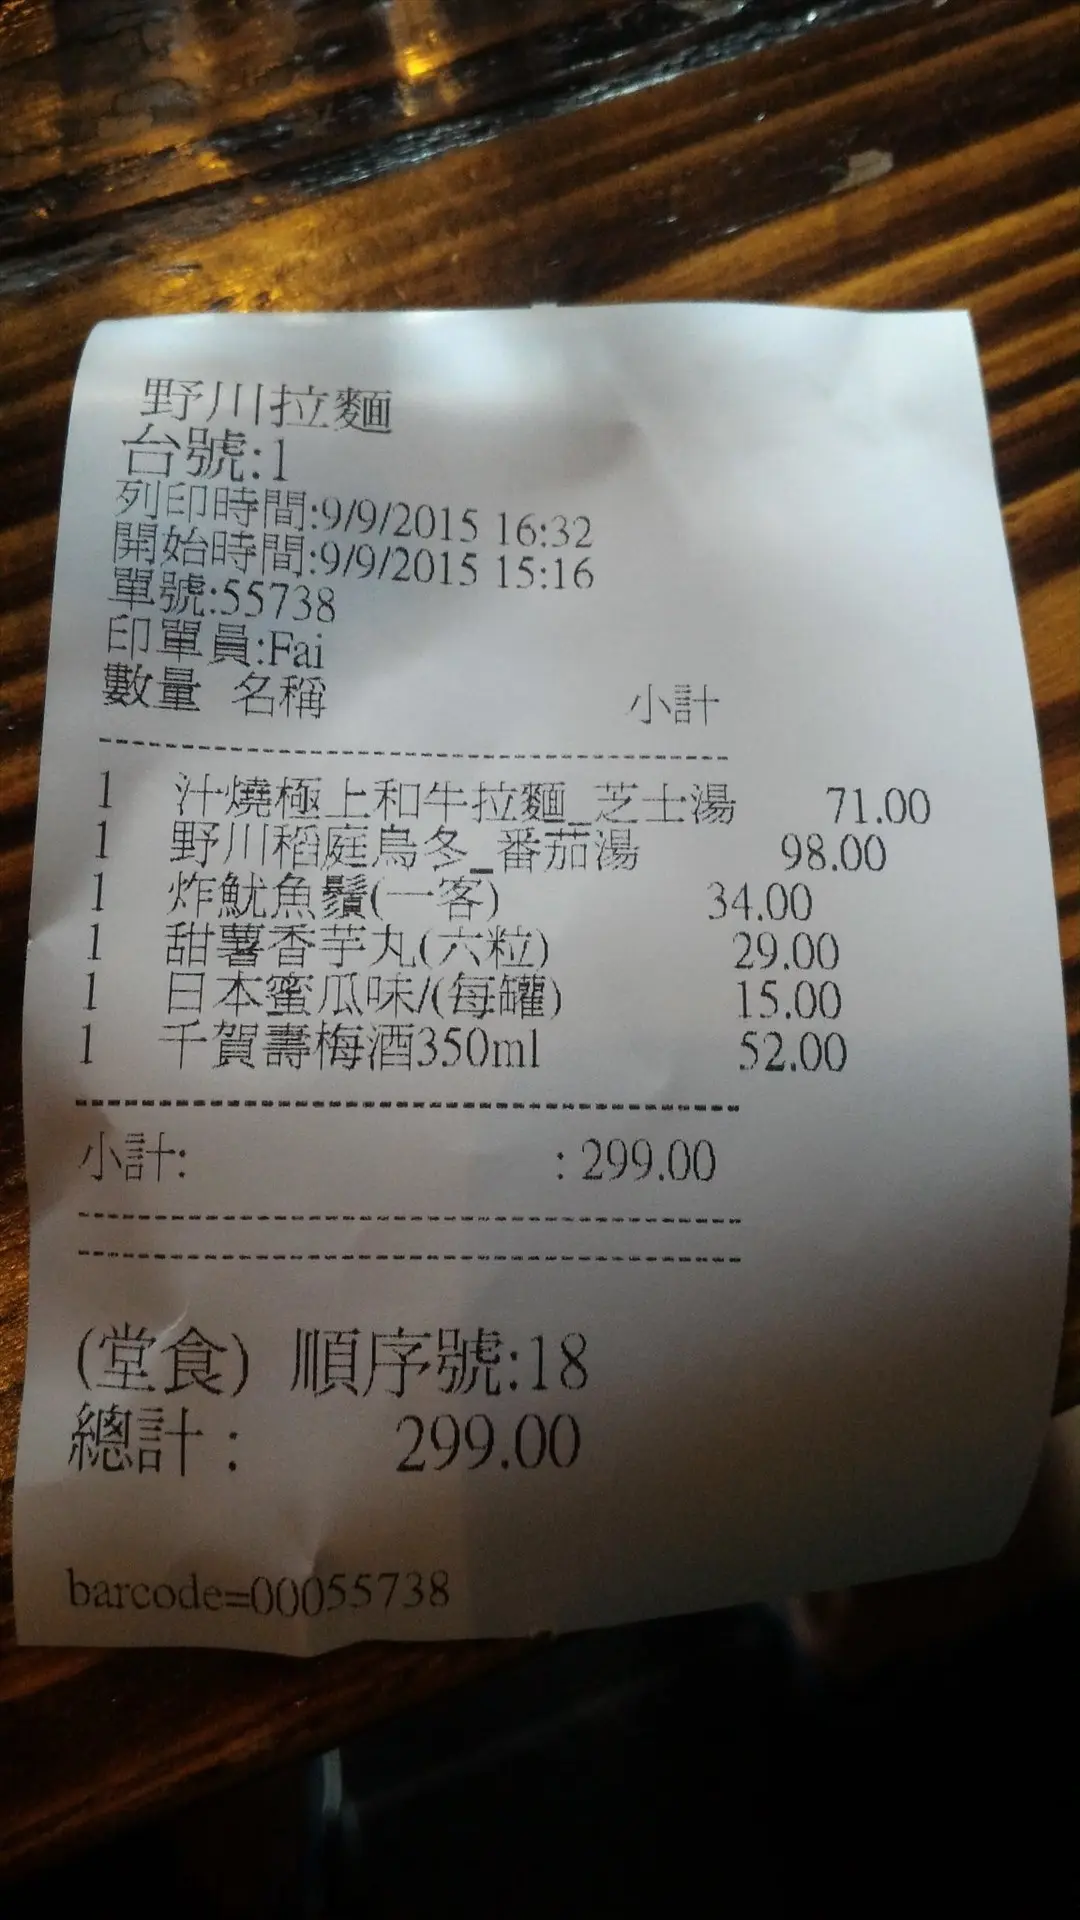 野川拉麵
台號:1
列印時間:9/9/2015 16:32
開始時間:9/9/2015 15:16
單號:55738
印單員:Fai
數量 名稱 小計
1 汁燒極上和牛拉麵_芝士湯 71.00
1 野川稻庭烏冬_番茄湯 98.00
1 炸魷魚鬚(一客) 34.00
1 甜薯香芋丸(六粒) 29.00
1 日本蜜瓜味/(每罐) 15.00
1 千賀壽梅酒350ml 52.00
小計: : 299.00
(堂食) 順序號:18
總計 : 299.00
barcode=00055738